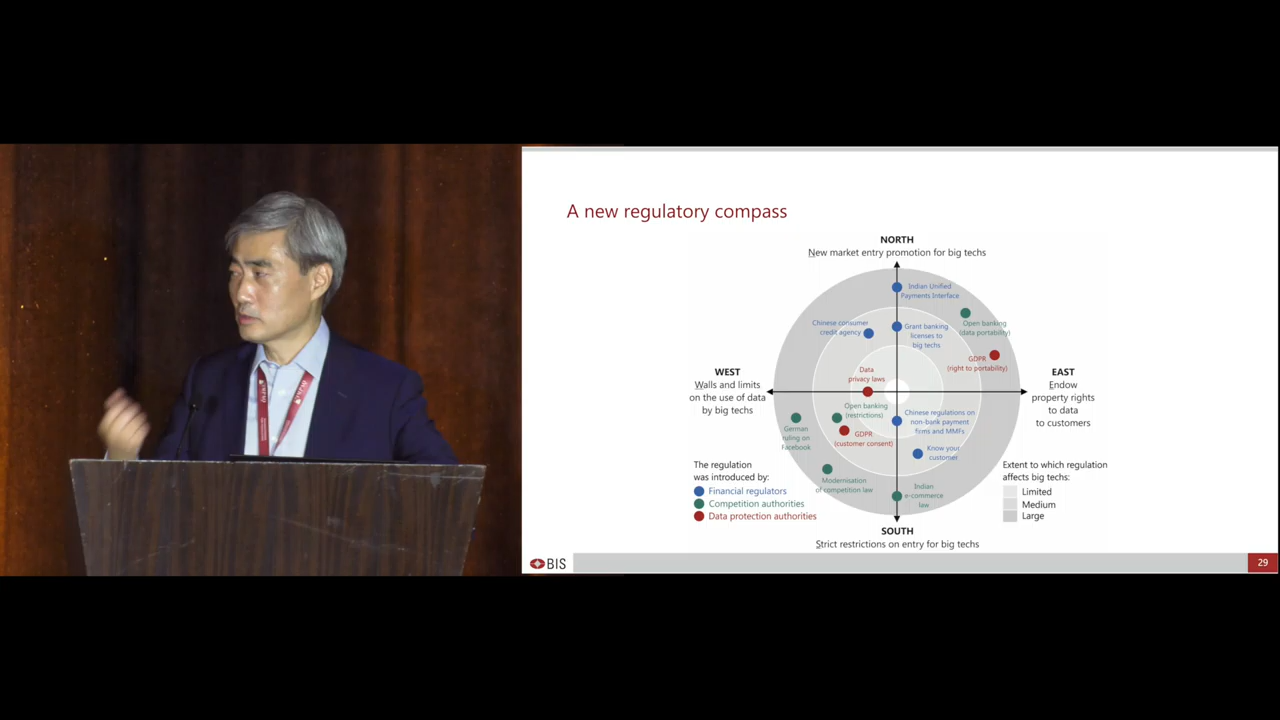 A new regulatory compass
NORTH
New market entry promotion for big techs
Indian Unified
Payments Interface
Chinese consumer
credit agency
Grant banking
licenses to
big techs
Open banking
(data portability)
GDPR
(right to portability)
WEST
Walls and limits
on the use of data
by big techs
Data
privacy laws
EAST
Endow
property rights
to data
to customers
Open banking
(restrictions)
German
ruling on
Facebook
GDPR
(customer consent)
Chinese regulations on
non-bank payment
firms and MMFs
Know your
customer
Modernisation
of competition law
Indian
e-commerce
law
The regulation
was introduced by:
Financial regulators
Competition authorities
Data protection authorities
Extent to which regulation
affects big techs:
Limited
Medium
Large
SOUTH
Strict restrictions on entry for big techs
BIS
29